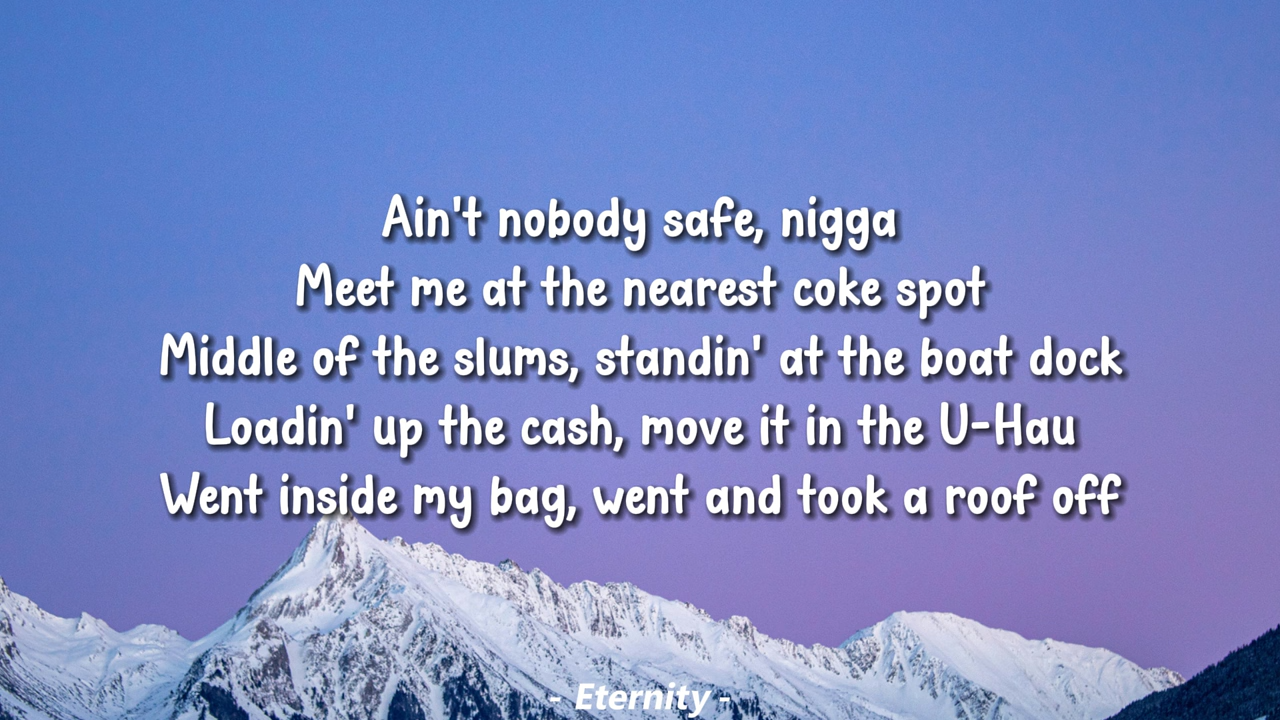 Ain't nobody safe, nigga
Meet me at the nearest coke spot
Middle of the slums, standin' at the boat dock
Loadin' up the cash, move it in the U-Hau
Went inside my bag, went and took a roof off
- Eternity -